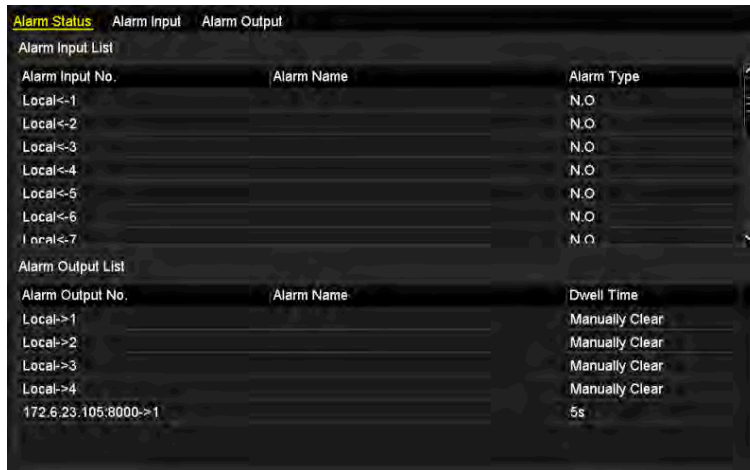 Alarm Status Alarm Input Alarm Output
Alarm Input List
Alarm Input No. Alarm Name Alarm Type
Local<-1 N.O
Local<-2 N.O
Local<-3 N.O
Local<-4 N.O
Local<-5 N.O
Local<-6 N.O
Local<-7 N.O
Alarm Output List
Alarm Output No. Alarm Name Dwell Time
Local->1 Manually Clear
Local->2 Manually Clear
Local->3 Manually Clear
Local->4 Manually Clear
172.6.23.105:8000->1 5s